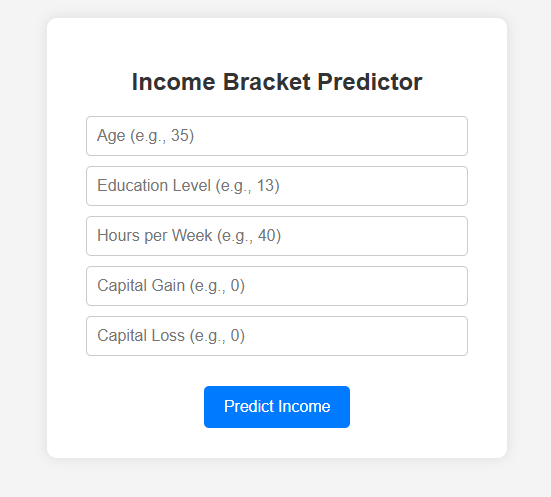 Income Bracket Predictor
Age (e.g., 35)
Education Level (e.g., 13)
Hours per Week (e.g., 40)
Capital Gain (e.g., 0)
Capital Loss (e.g., 0)
Predict Income